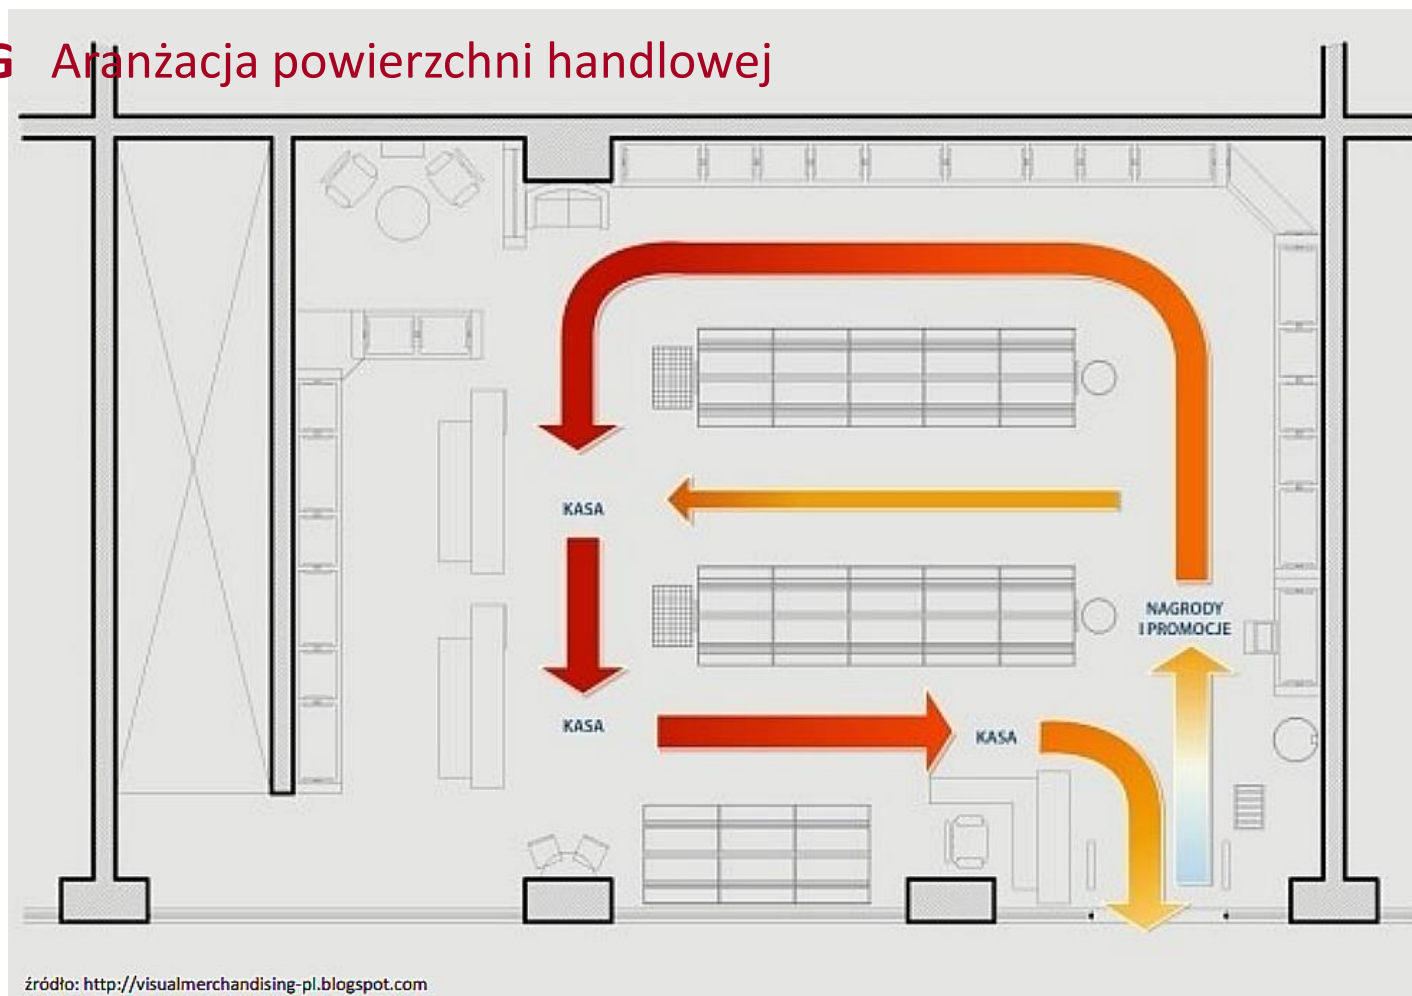 G Aranżacja powierzchni handlowej
KASA
NAGRODY
I PROMOCJE
KASA
KASA
źródło: http://visualmerchandising-pl.blogspot.com